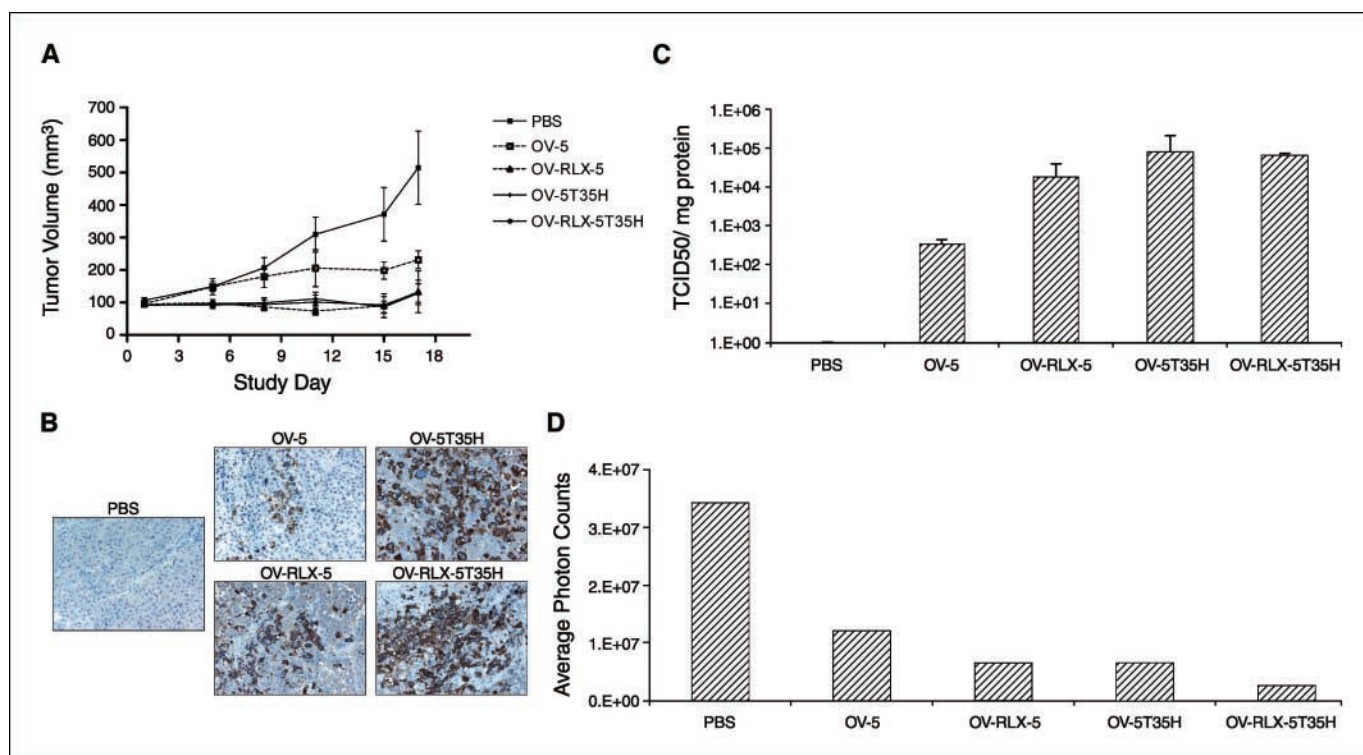 A
Tumor Volume (mm³)
700
600
500
400
300
200
100
0
0 3 6 9 12 15 18
Study Day
PBS
OV-5
OV-RLX-5
OV-5T35H
OV-RLX-5T35H
B
PBS
OV-5
OV-5T35H
OV-RLX-5
OV-RLX-5T35H
C
TCID50/ mg protein
1.E+06
1.E+05
1.E+04
1.E+03
1.E+02
1.E+01
1.E+00
PBS OV-5 OV-RLX-5 OV-5T35H OV-RLX-5T35H
D
Average Photon Counts
4.E+07
3.E+07
2.E+07
1.E+07
0.E+00
PBS OV-5 OV-RLX-5 OV-5T35H OV-RLX-5T35H